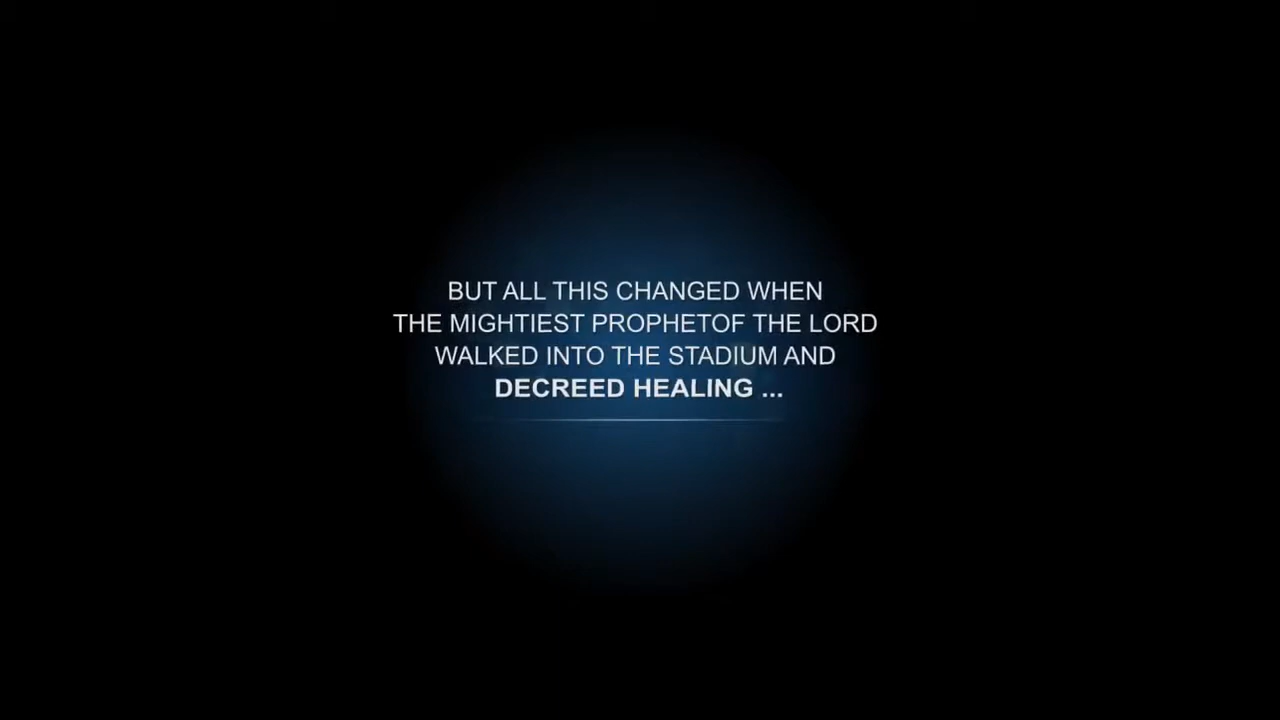 BUT ALL THIS CHANGED WHEN
THE MIGHTIEST PROPHETOF THE LORD
WALKED INTO THE STADIUM AND
DECREED HEALING ...